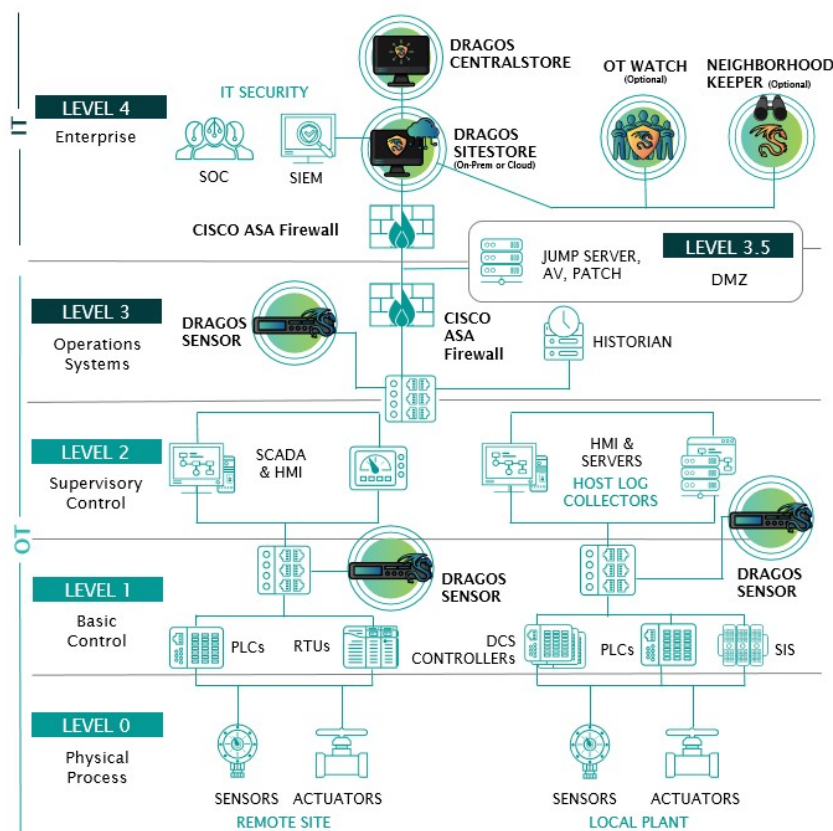 IT
LEVEL 4
Enterprise
IT SECURITY
SOC
SIEM
DRAGOS
CENTRALSTORE
DRAGOS
SITESTORE
(On-Prem or Cloud)
OT WATCH
(Optional)
NEIGHBORHOOD
KEEPER (Optional)
CISCO ASA Firewall
JUMP SERVER,
AV, PATCH
LEVEL 3.5
DMZ
OT
LEVEL 3
Operations
Systems
DRAGOS
SENSOR
CISCO
ASA
Firewall
HISTORIAN
LEVEL 2
Supervisory
Control
SCADA
& HMI
HMI &
SERVERS
HOST LOG
COLLECTORS
LEVEL 1
Basic
Control
DRAGOS
SENSOR
DRAGOS
SENSOR
PLCs
RTUs
DCS
CONTROLLERs
PLCs
SIS
LEVEL 0
Physical
Process
SENSORS
ACTUATORS
REMOTE SITE
SENSORS
ACTUATORS
LOCAL PLANT